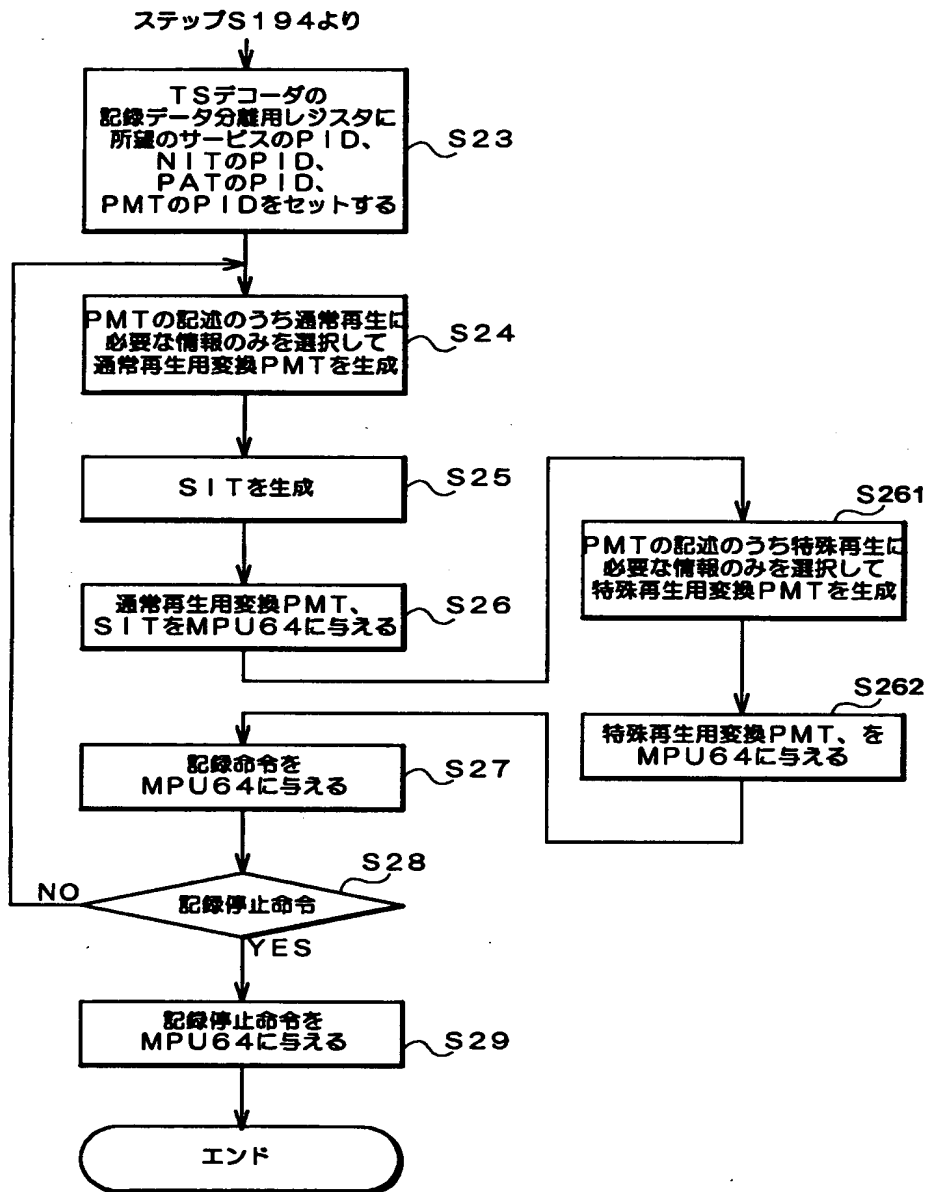 ステップS194より
TSデコーダの
記録データ分離用レジスタに
所望のサービスのPID、
NITのPID、
PATのPID、
PMTのPIDをセットする
S23
PMTの記述のうち通常再生に
必要な情報のみを選択して
通常再生用変換PMTを生成
S24
SITを生成
S25
通常再生用変換PMT、
SITをMPU64に与える
S26
S261
PMTの記述のうち特殊再生に
必要な情報のみを選択して
特殊再生用変換PMTを生成
S262
特殊再生用変換PMT、を
MPU64に与える
記録命令を
MPU64に与える
S27
S28
NO
記録停止命令
YES
記録停止命令を
MPU64に与える
S29
エンド